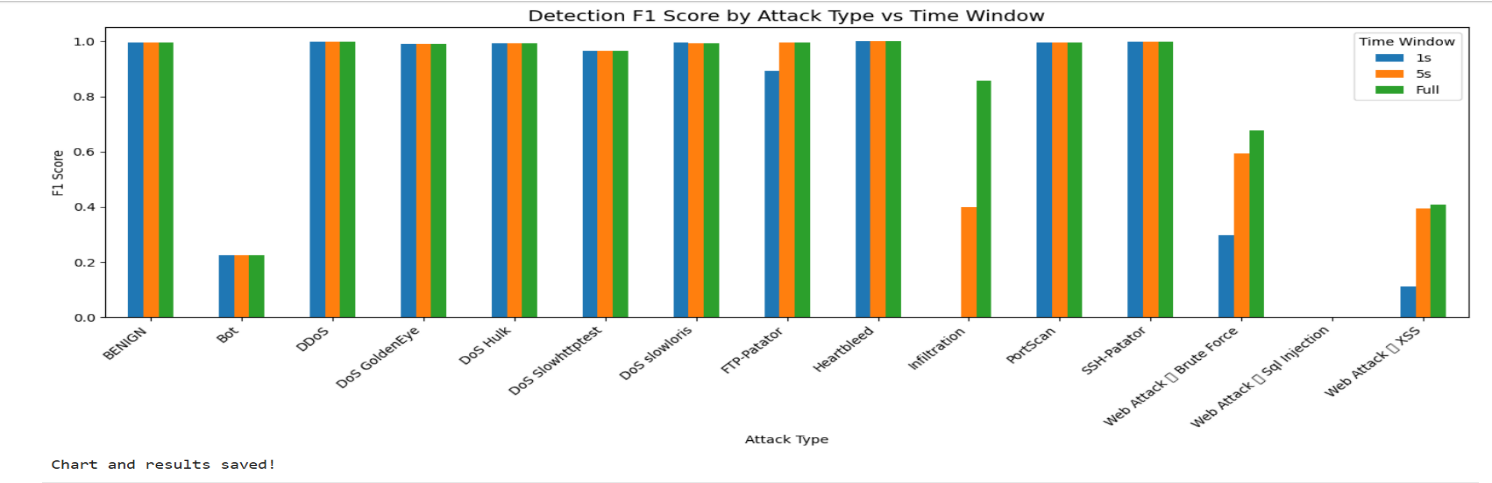 Detection F1 Score by Attack Type vs Time Window
Time Window
1s
5s
Full
F1 Score
1.0
0.8
0.6
0.4
0.2
0.0
BENIGN
Bot
DDoS
DoS GoldenEye
DoS Hulk
DoS Slowhttptest
DoS slowloris
FTP-Patator
Heartbleed
Infiltration
PortScan
SSH-Patator
Web Attack ▯ Brute Force
Web Attack ▯ Sql Injection
Web Attack ▯ XSS
Attack Type
Chart and results saved!